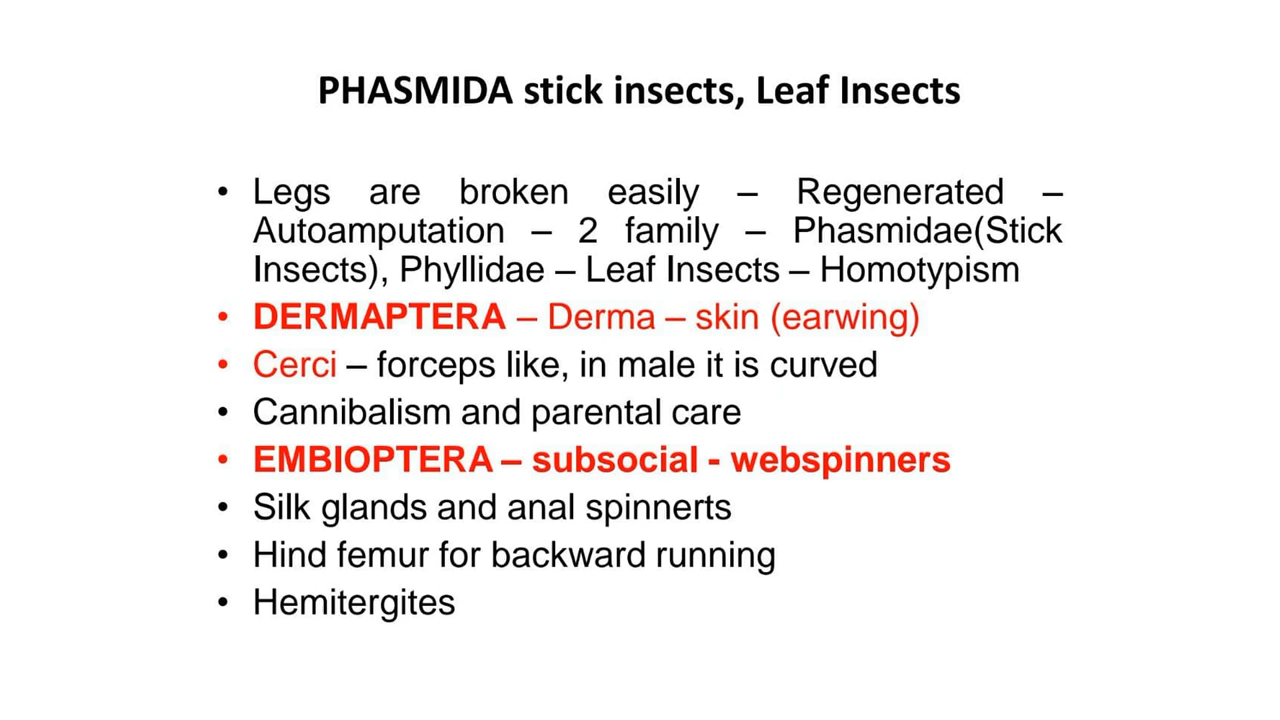 PHASMIDA stick insects, Leaf Insects
• Legs are broken easily – Regenerated –
Autoamputation – 2 family – Phasmidae(Stick
Insects), Phyllidae – Leaf Insects – Homotypism
• DERMAPTERA – Derma – skin (earwing)
• Cerci – forceps like, in male it is curved
• Cannibalism and parental care
• EMBIOPTERA – subsocial - webspinners
• Silk glands and anal spinnerts
• Hind femur for backward running
• Hemitergites